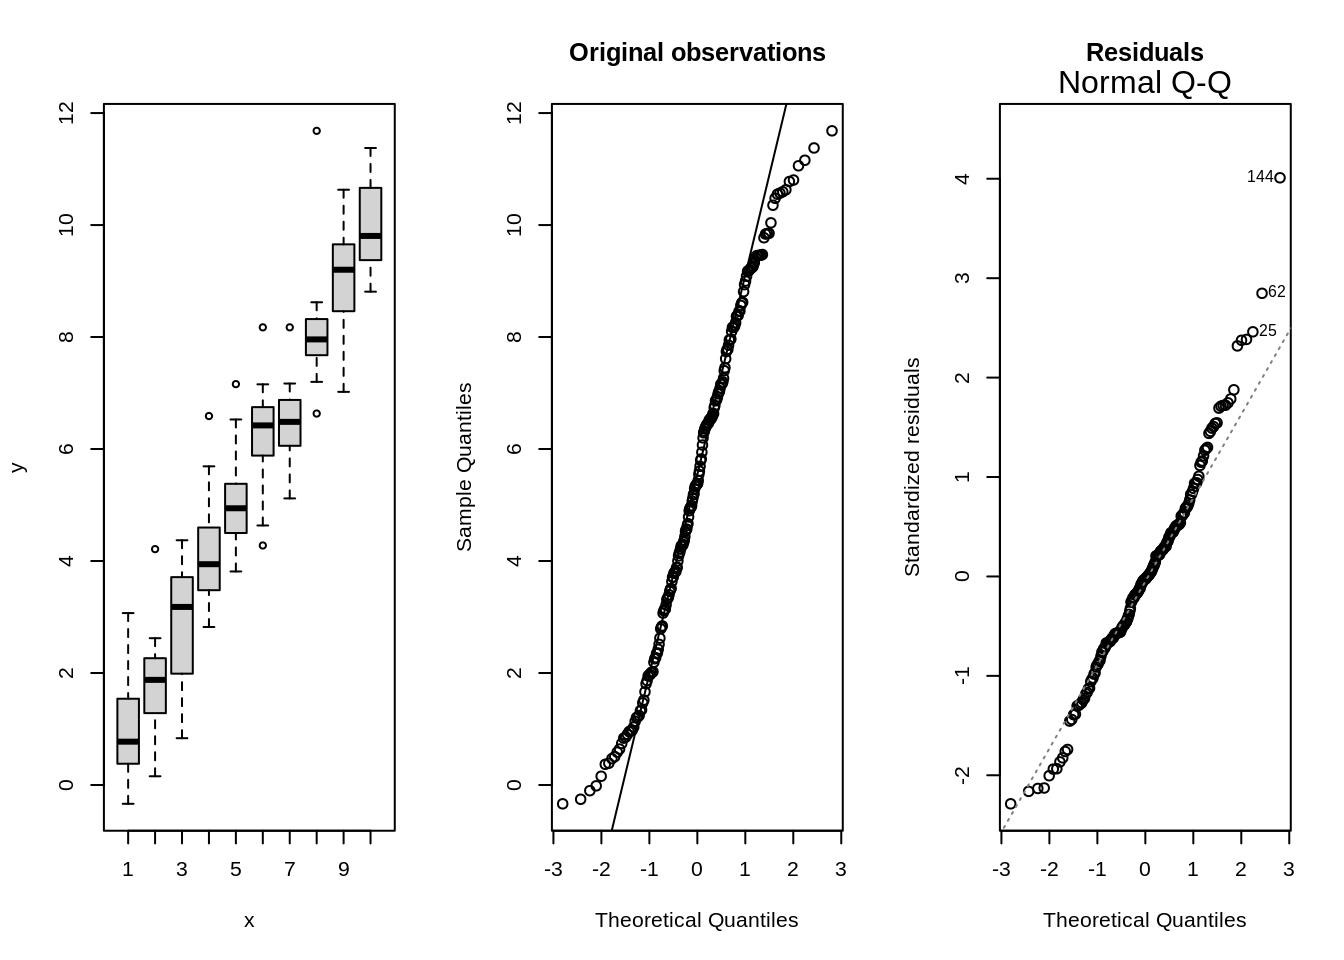 y
12
10
8
6
4
2
0
1 3 5 7 9
x
Original observations
Sample Quantiles
12
10
8
6
4
2
0
-3 -2 -1 0 1 2 3
Theoretical Quantiles
Residuals
Normal Q-Q
Standardized residuals
4
3
2
1
0
-1
-2
144
62
25
-3 -2 -1 0 1 2 3
Theoretical Quantiles